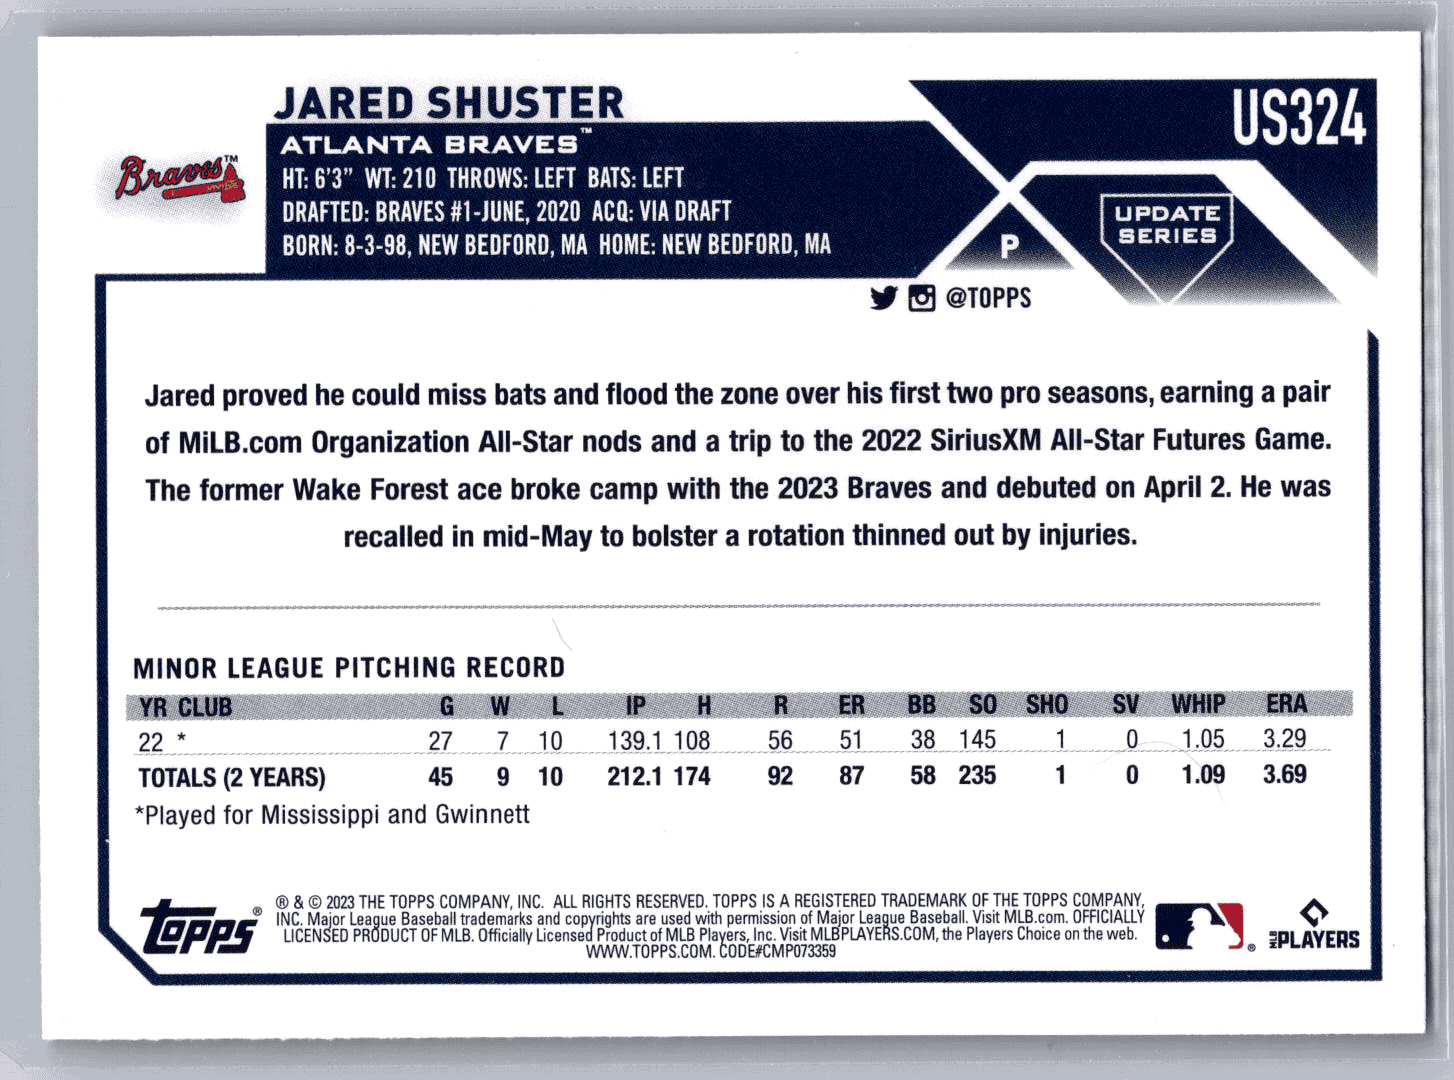 JARED SHUSTER
US324
Braves™
ATLANTA BRAVES™
HT: 6'3" WT: 210 THROWS: LEFT BATS: LEFT
DRAFTED: BRAVES #1-JUNE, 2020 ACQ: VIA DRAFT
BORN: 8-3-98, NEW BEDFORD, MA HOME: NEW BEDFORD, MA
P
UPDATE
SERIES
@TOPPS
Jared proved he could miss bats and flood the zone over his first two pro seasons, earning a pair
of MiLB.com Organization All-Star nods and a trip to the 2022 SiriusXM All-Star Futures Game.
The former Wake Forest ace broke camp with the 2023 Braves and debuted on April 2. He was
recalled in mid-May to bolster a rotation thinned out by injuries.
MINOR LEAGUE PITCHING RECORD
YR CLUB G W L IP H R ER BB SO SHO SV WHIP ERA
22 * 27 7 10 139.1 108 56 51 38 145 1 0 1.05 3.29
TOTALS (2 YEARS) 45 9 10 212.1 174 92 87 58 235 1 0 1.09 3.69
*Played for Mississippi and Gwinnett
Topps®
® & © 2023 THE TOPPS COMPANY, INC. ALL RIGHTS RESERVED. TOPPS IS A REGISTERED TRADEMARK OF THE TOPPS COMPANY,
INC. Major League Baseball trademarks and copyrights are used with permission of Major League Baseball. Visit MLB.com. OFFICIALLY
LICENSED PRODUCT OF MLB. Officially Licensed Product of MLB Players, Inc. Visit MLBPLAYERS.COM, the Players Choice on the web.
WWW.TOPPS.COM. CODE#CMP073359
®
MLB PLAYERS